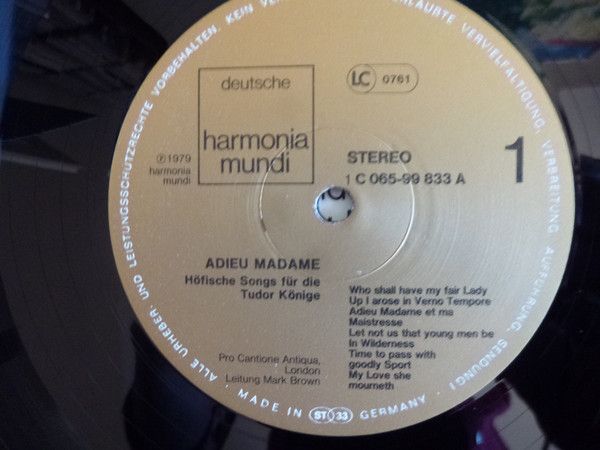 ALLE URHEBER- UND LEISTUNGSSCHUTZRECHTE VORBEHALTEN. KEIN ERLAUBTE VERVIELFÄLTIGUNG, VERBREITUNG, AUFFÜHRUNG, SENDUNG!
deutsche
harmonia
mundi
LC 0761
℗1979
harmonia
mundi
STEREO
1 C 065-99 833 A
1
ADIEU MADAME
Höfische Songs für die
Tudor Könige
Who shall have my fair Lady
Up I arose in Verno Tempore
Adieu Madame et ma
Maistresse
Let not us that young men be
In Wilderness
Time to pass with
goodly Sport
My Love she
mourneth
Pro Cantione Antiqua,
London
Leitung Mark Brown
MADE IN ST 33 GERMANY